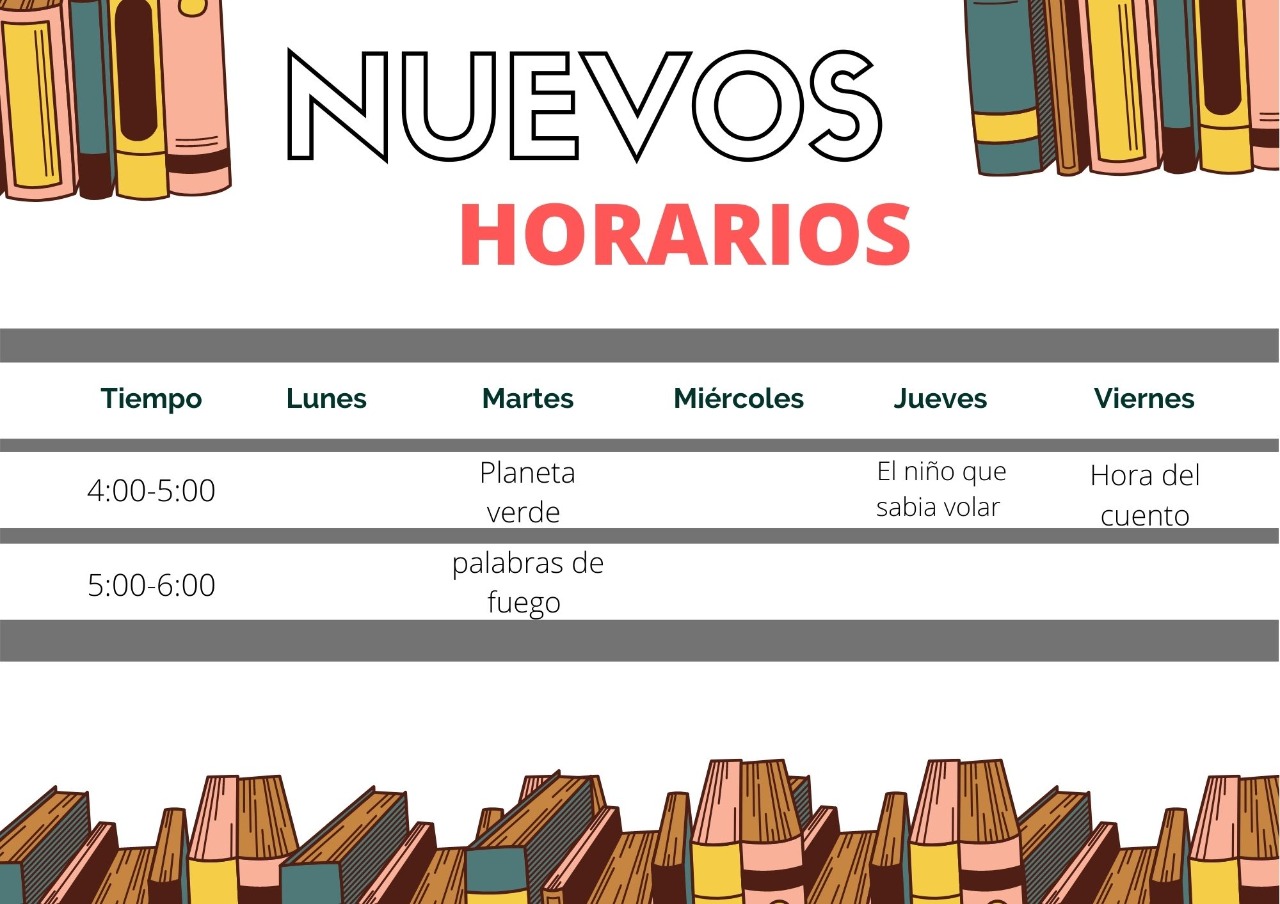 NUEVOS
HORARIOS
Tiempo Lunes Martes Miércoles Jueves Viernes
4:00-5:00
Planeta
verde
El niño que
sabia volar
Hora del
cuento
5:00-6:00
palabras de
fuego